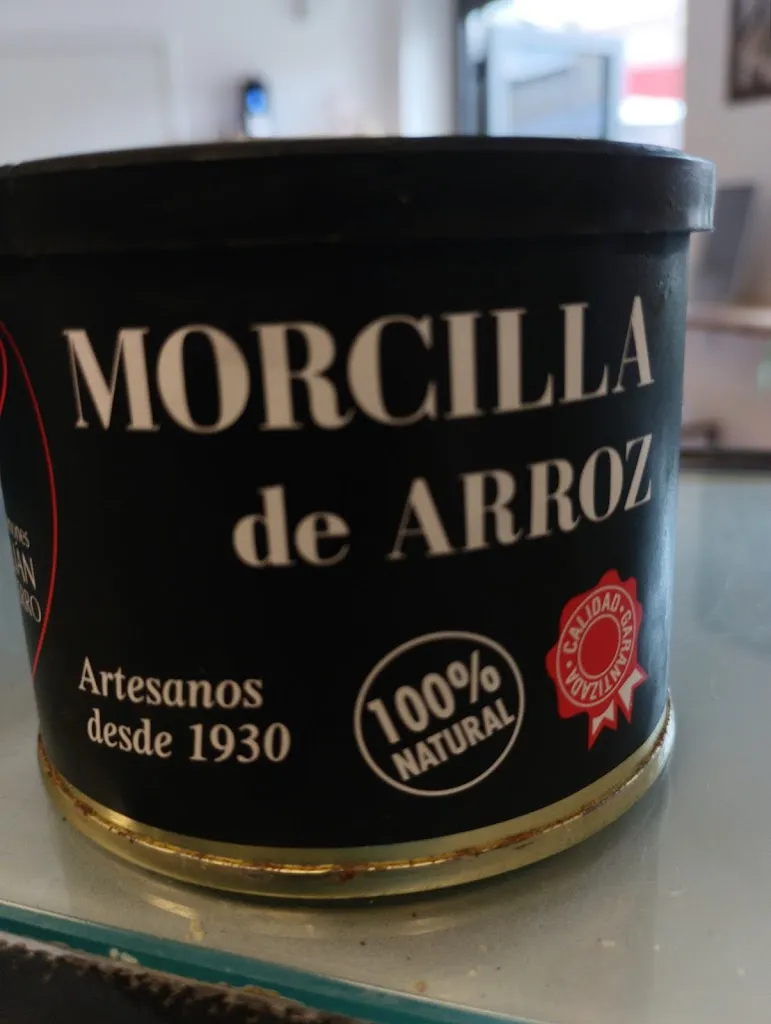 MORCILLA
de ARROZ
Artesanos
desde 1930
100%
NATURAL
CALIDAD · GARANTIZADA ·